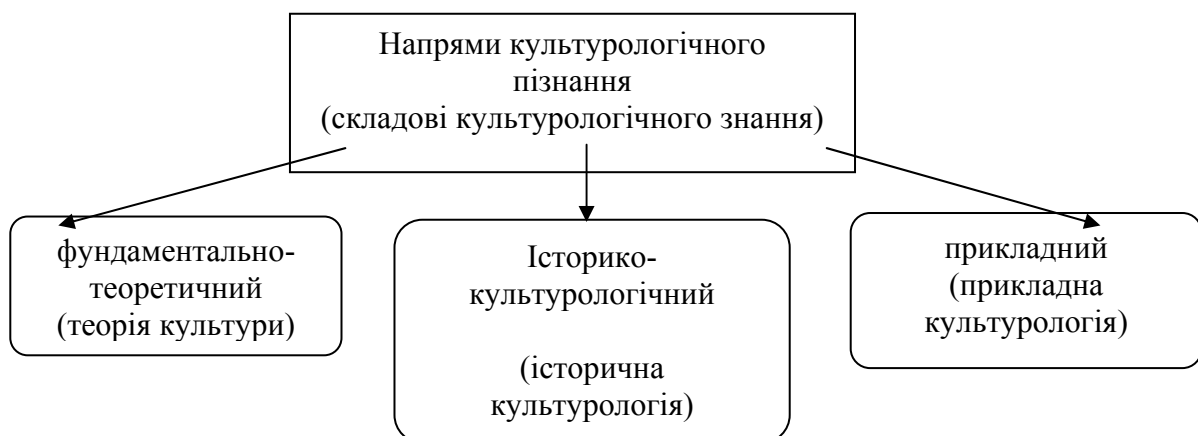 Напрями культурологічного
пізнання
(складові культурологічного знання)
фундаментально-
теоретичний
(теорія культури)
Історико-
культурологічний
(історична
культурологія)
прикладний
(прикладна
культурологія)